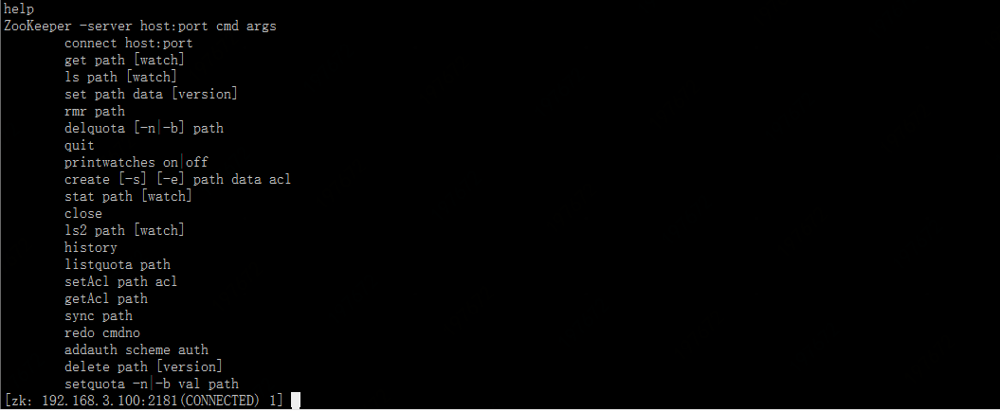 help
ZooKeeper -server host:port cmd args
connect host:port
get path [watch]
ls path [watch]
set path data [version]
rmr path
delquota [-n|-b] path
quit
printwatches on|off
create [-s] [-e] path data acl
stat path [watch]
close
ls2 path [watch]
history
listquota path
setAcl path acl
getAcl path
sync path
redo cmdno
addauth scheme auth
delete path [version]
setquota -n|-b val path
[zk: 192.168.3.100:2181(CONNECTED) 1]